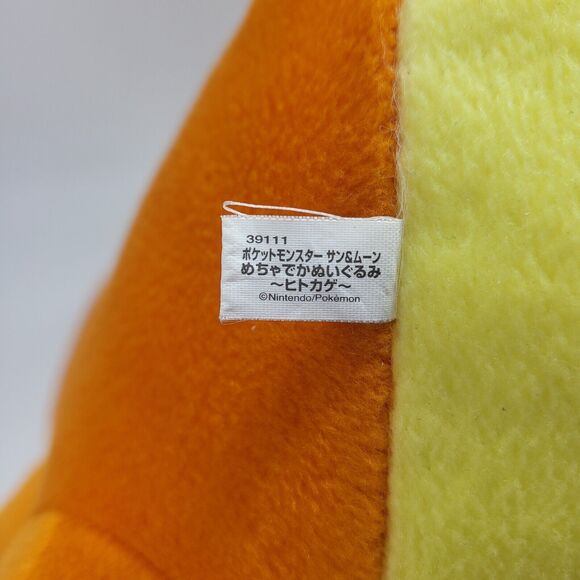 39111
ポケットモンスター サン&ムーン
めちゃでかぬいぐるみ
～ヒトカゲ～
©Nintendo/Pokémon